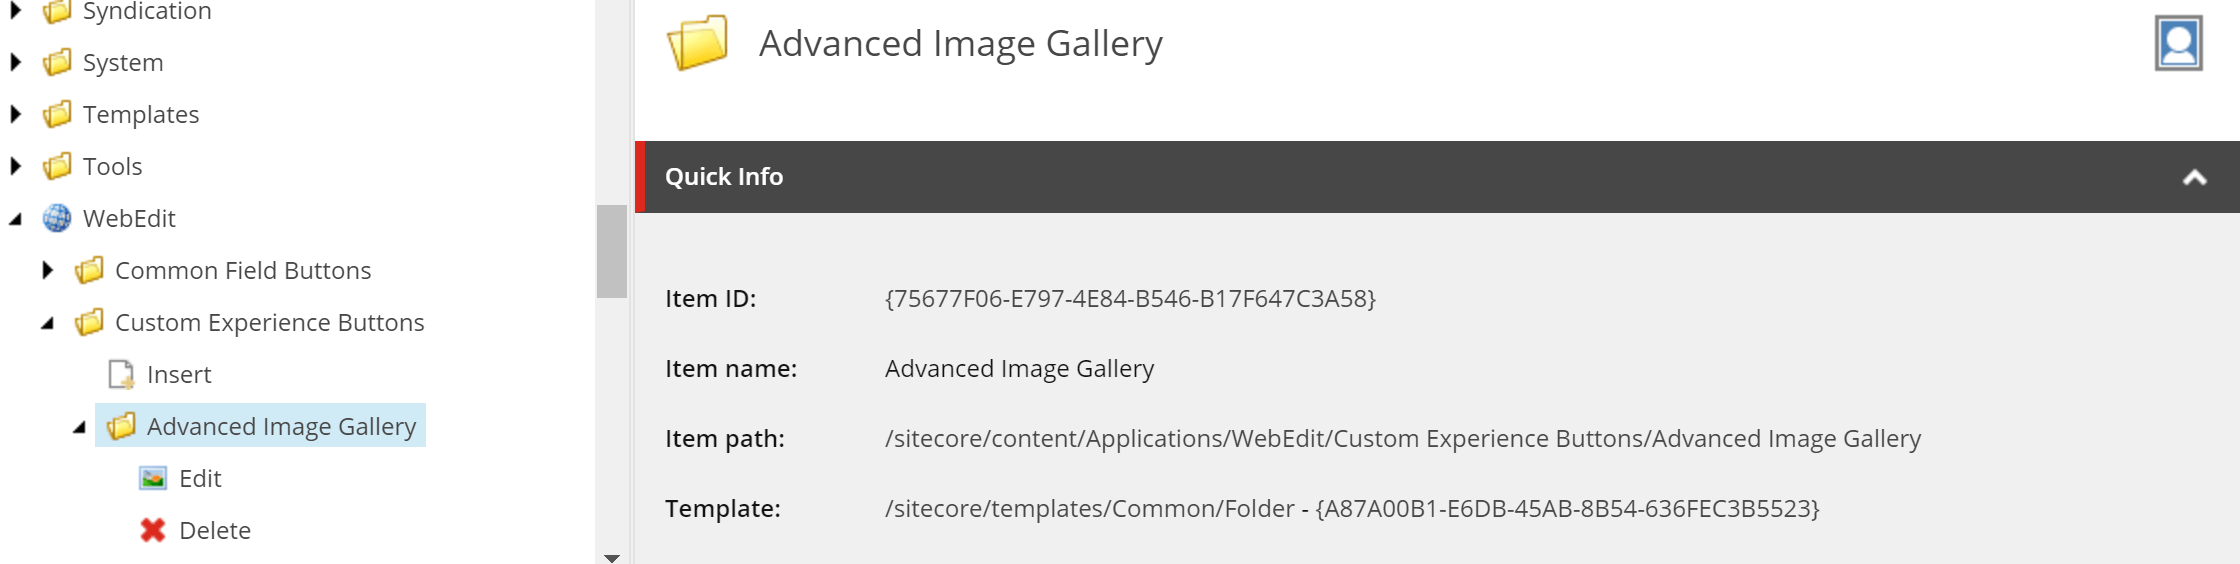 Syndication
System
Templates
Tools
WebEdit
Common Field Buttons
Custom Experience Buttons
Insert
Advanced Image Gallery
Edit
Delete
Advanced Image Gallery
Quick Info
Item ID: {75677F06-E797-4E84-B546-B17F647C3A58}
Item name: Advanced Image Gallery
Item path: /sitecore/content/Applications/WebEdit/Custom Experience Buttons/Advanced Image Gallery
Template: /sitecore/templates/Common/Folder - {A87A00B1-E6DB-45AB-8B54-636FEC3B5523}